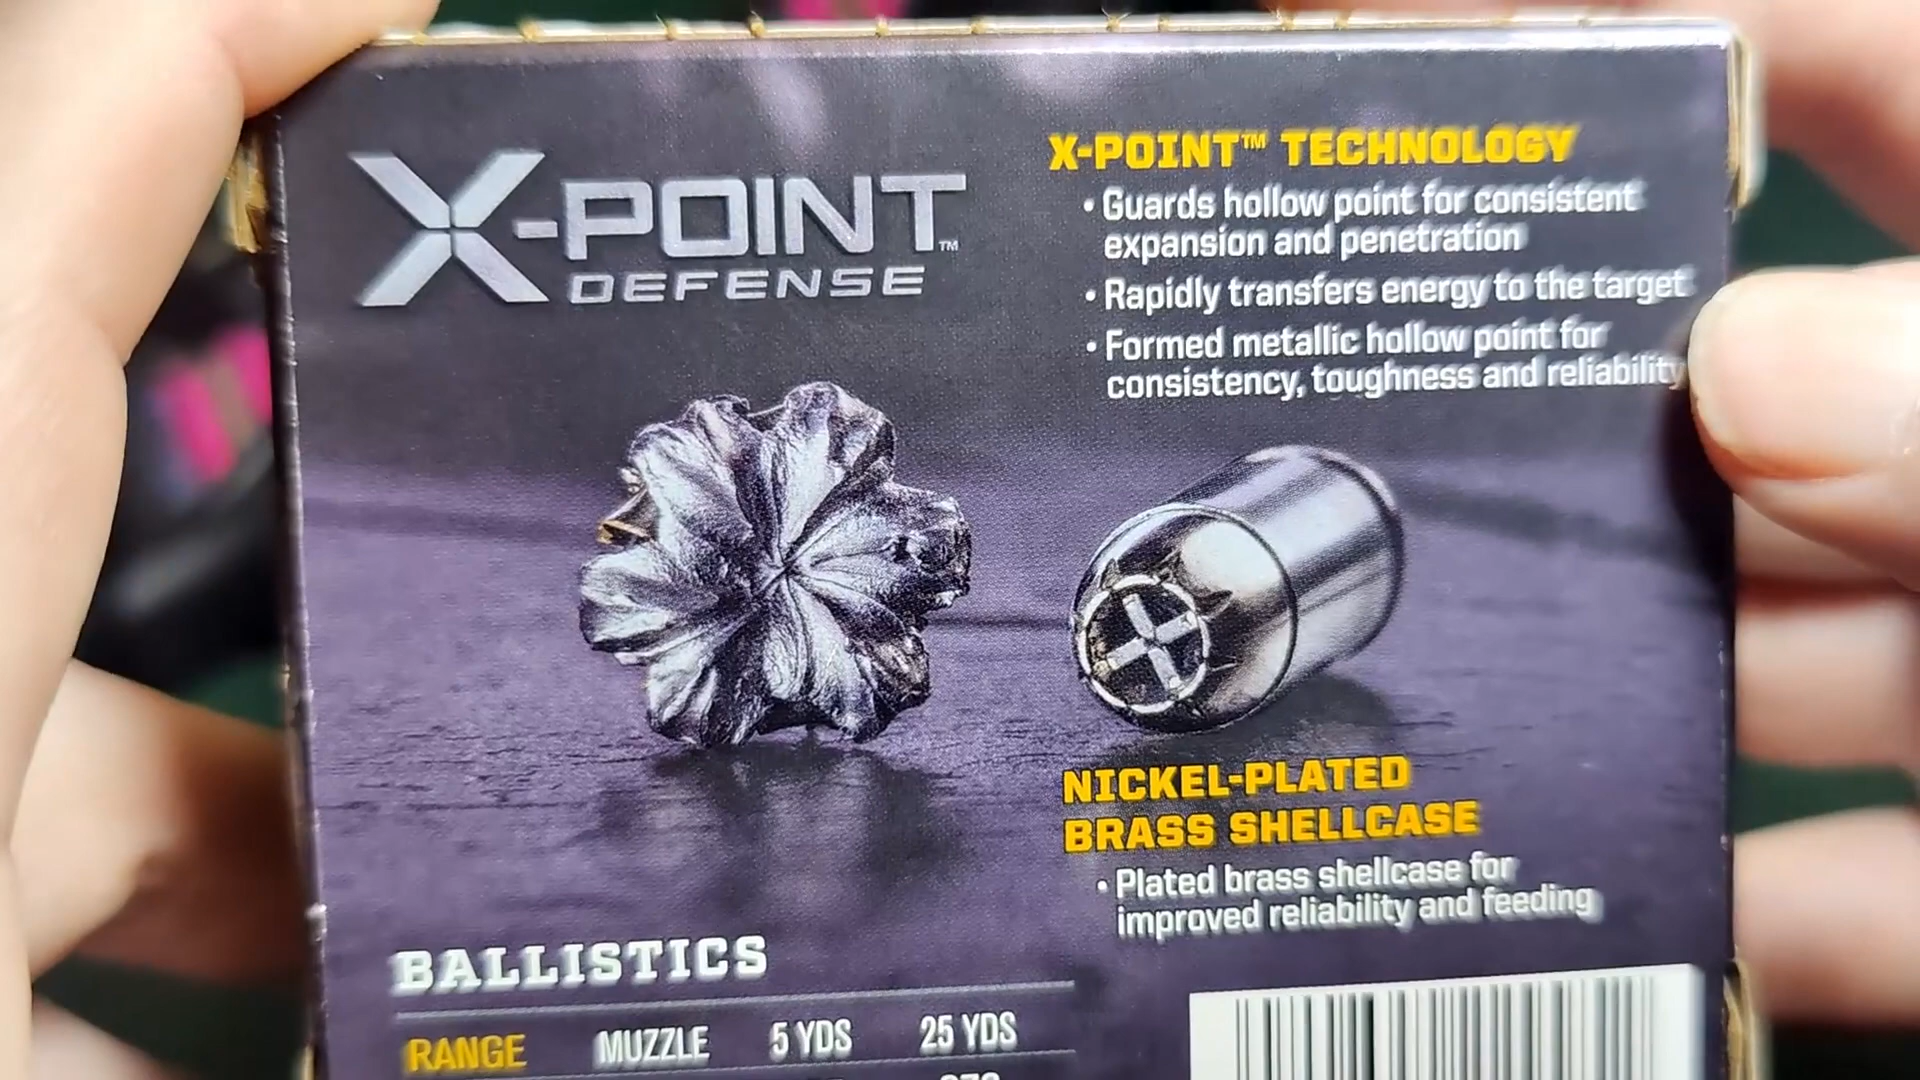 X-POINT™
DEFENSE
X-POINT™ TECHNOLOGY
• Guards hollow point for consistent
expansion and penetration
• Rapidly transfers energy to the target
• Formed metallic hollow point for
consistency, toughness and reliability
NICKEL-PLATED
BRASS SHELLCASE
• Plated brass shellcase for
improved reliability and feeding
BALLISTICS
RANGE MUZZLE 5 YDS 25 YDS